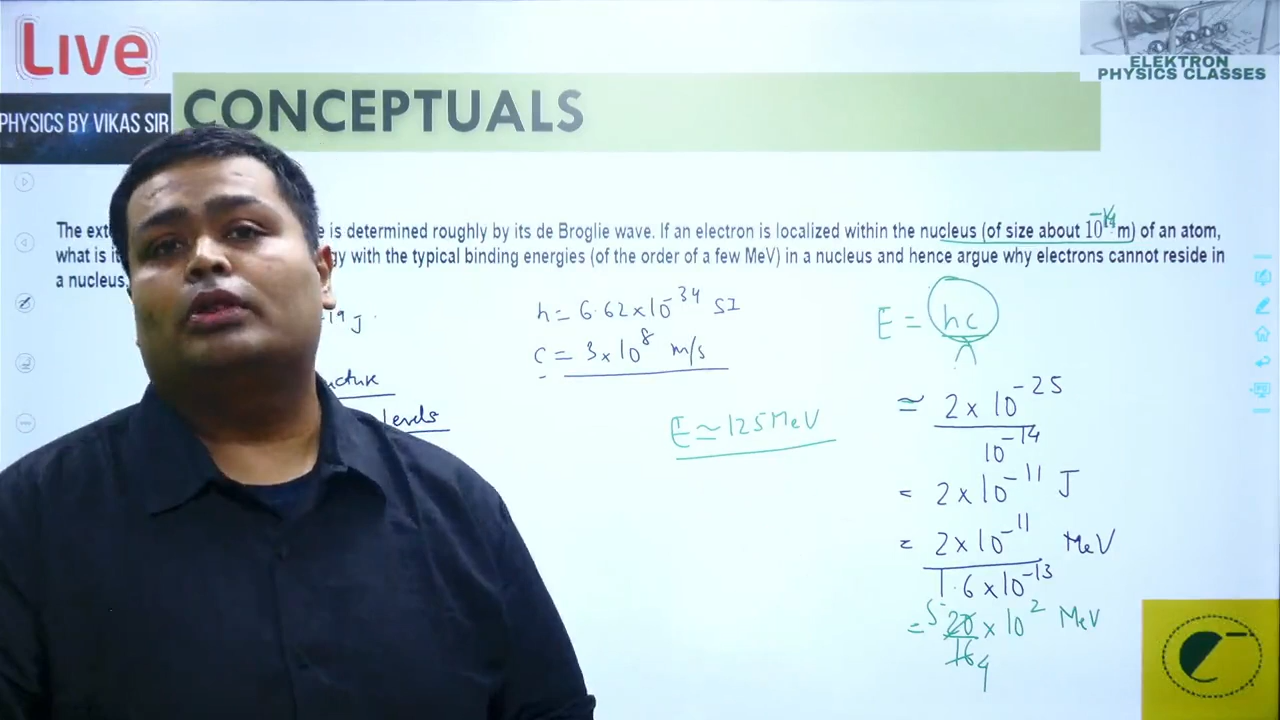 Live
ELEKTRON
PHYSICS CLASSES
PHYSICS BY VIKAS SIR
CONCEPTUALS
The is determined roughly by its de Broglie wave. If an electron is localized within the nucleus (of size about 10⁻¹⁴ m) of an atom,
what is with the typical binding energies (of the order of a few MeV) in a nucleus and hence argue why electrons cannot reside in
a nucleus.
⁻¹⁹ J.
levels
h = 6.62 x 10⁻³⁴ SI
c = 3 x 10⁸ m/s
E ≃ 125 MeV
E = hc
λ
≃ 2 x 10⁻²⁵
10⁻¹⁴
= 2 x 10⁻¹¹ J
= 2 x 10⁻¹¹ MeV
1.6 x 10⁻¹³
= 5 20 x 10² MeV
16 4